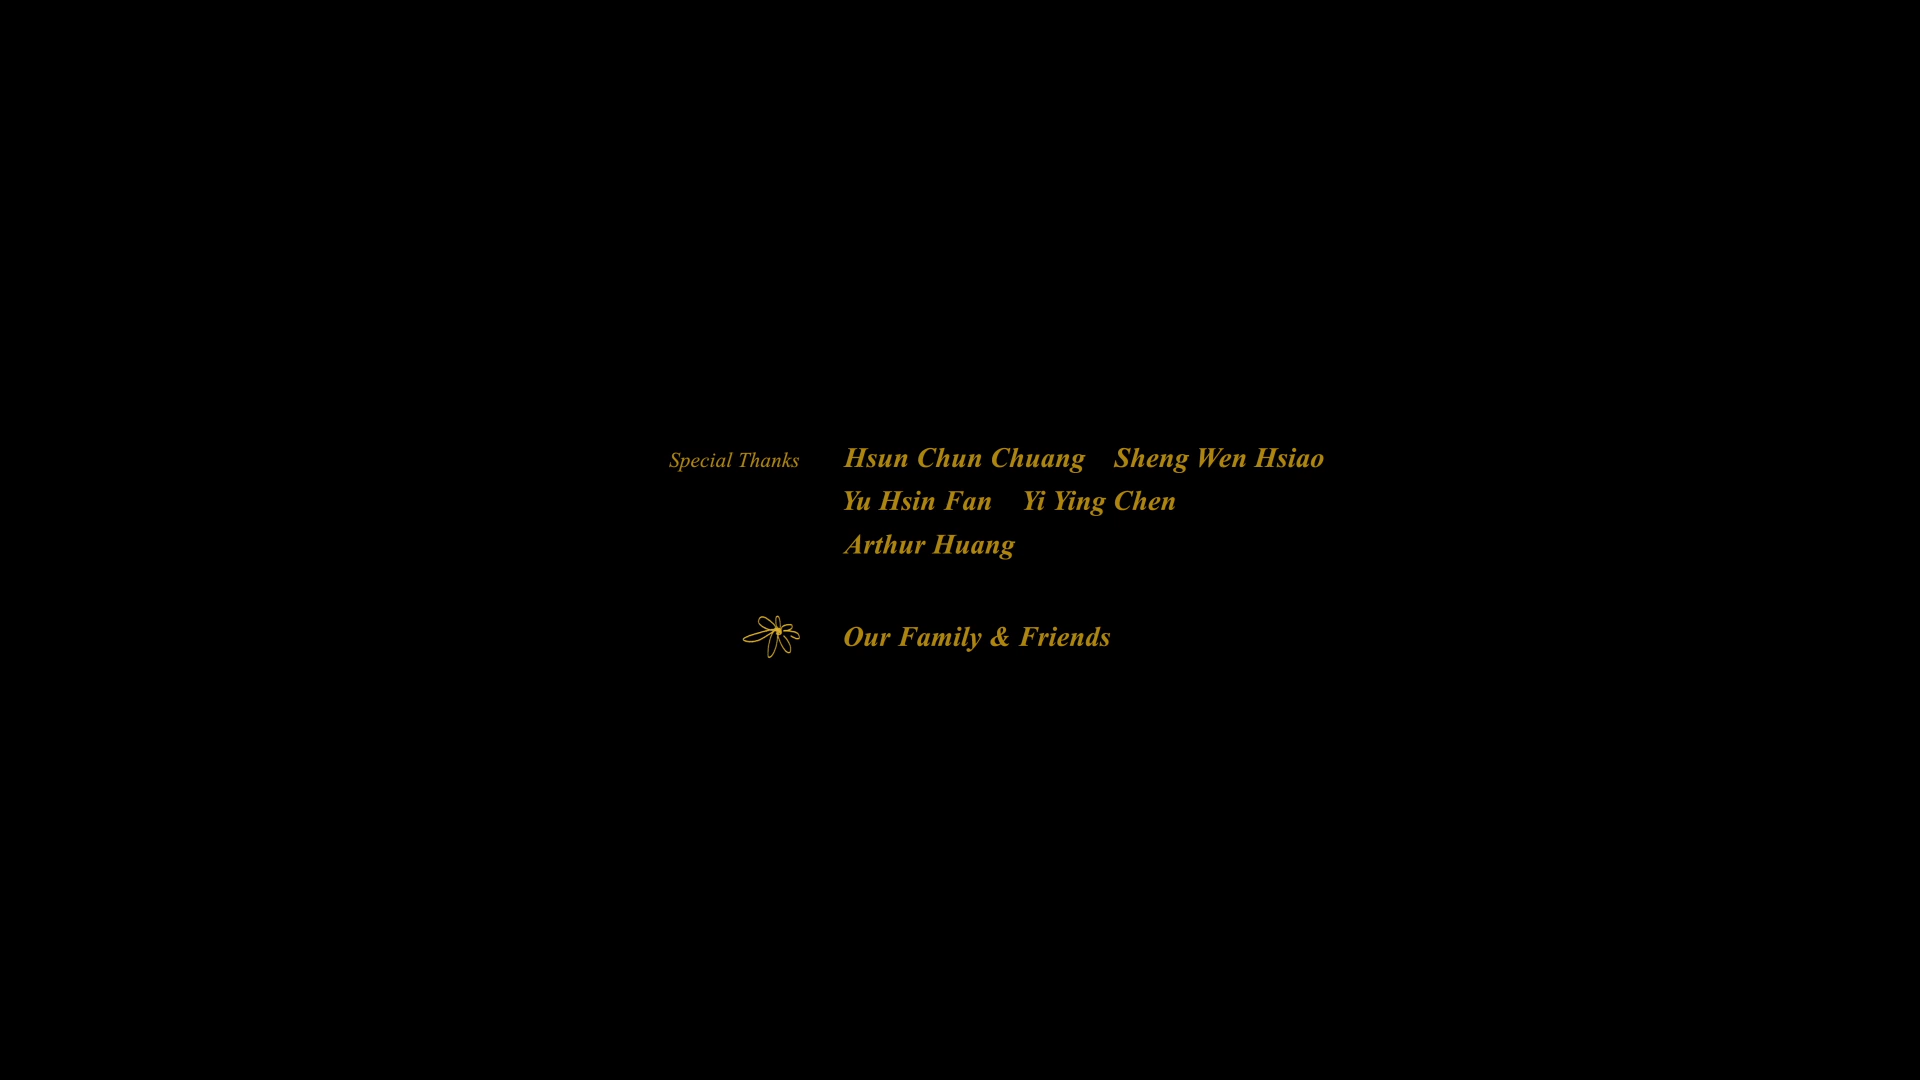 Special Thanks Hsun Chun Chuang Sheng Wen Hsiao
Yu Hsin Fan Yi Ying Chen
Arthur Huang
Our Family & Friends